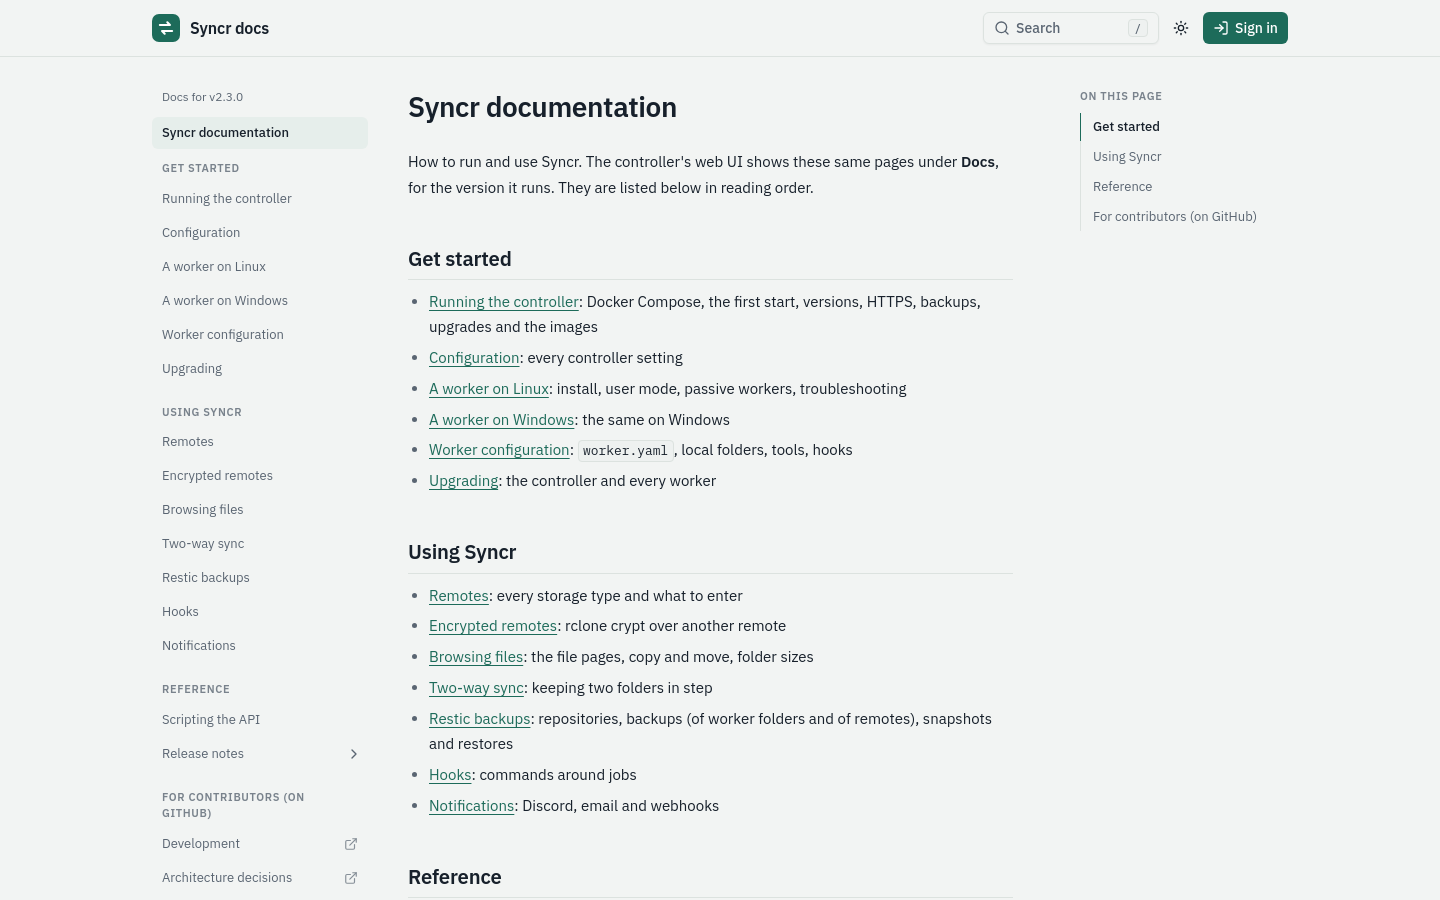 Syncr docs
Search /
Sign in
Docs for v2.3.0
Syncr documentation
GET STARTED
Running the controller
Configuration
A worker on Linux
A worker on Windows
Worker configuration
Upgrading
USING SYNCR
Remotes
Encrypted remotes
Browsing files
Two-way sync
Restic backups
Hooks
Notifications
REFERENCE
Scripting the API
Release notes
FOR CONTRIBUTORS (ON
GITHUB)
Development
Architecture decisions
Syncr documentation
How to run and use Syncr. The controller's web UI shows these same pages under Docs,
for the version it runs. They are listed below in reading order.
Get started
Running the controller: Docker Compose, the first start, versions, HTTPS, backups,
upgrades and the images
Configuration: every controller setting
A worker on Linux: install, user mode, passive workers, troubleshooting
A worker on Windows: the same on Windows
Worker configuration: worker.yaml, local folders, tools, hooks
Upgrading: the controller and every worker
Using Syncr
Remotes: every storage type and what to enter
Encrypted remotes: rclone crypt over another remote
Browsing files: the file pages, copy and move, folder sizes
Two-way sync: keeping two folders in step
Restic backups: repositories, backups (of worker folders and of remotes), snapshots
and restores
Hooks: commands around jobs
Notifications: Discord, email and webhooks
Reference
ON THIS PAGE
Get started
Using Syncr
Reference
For contributors (on GitHub)